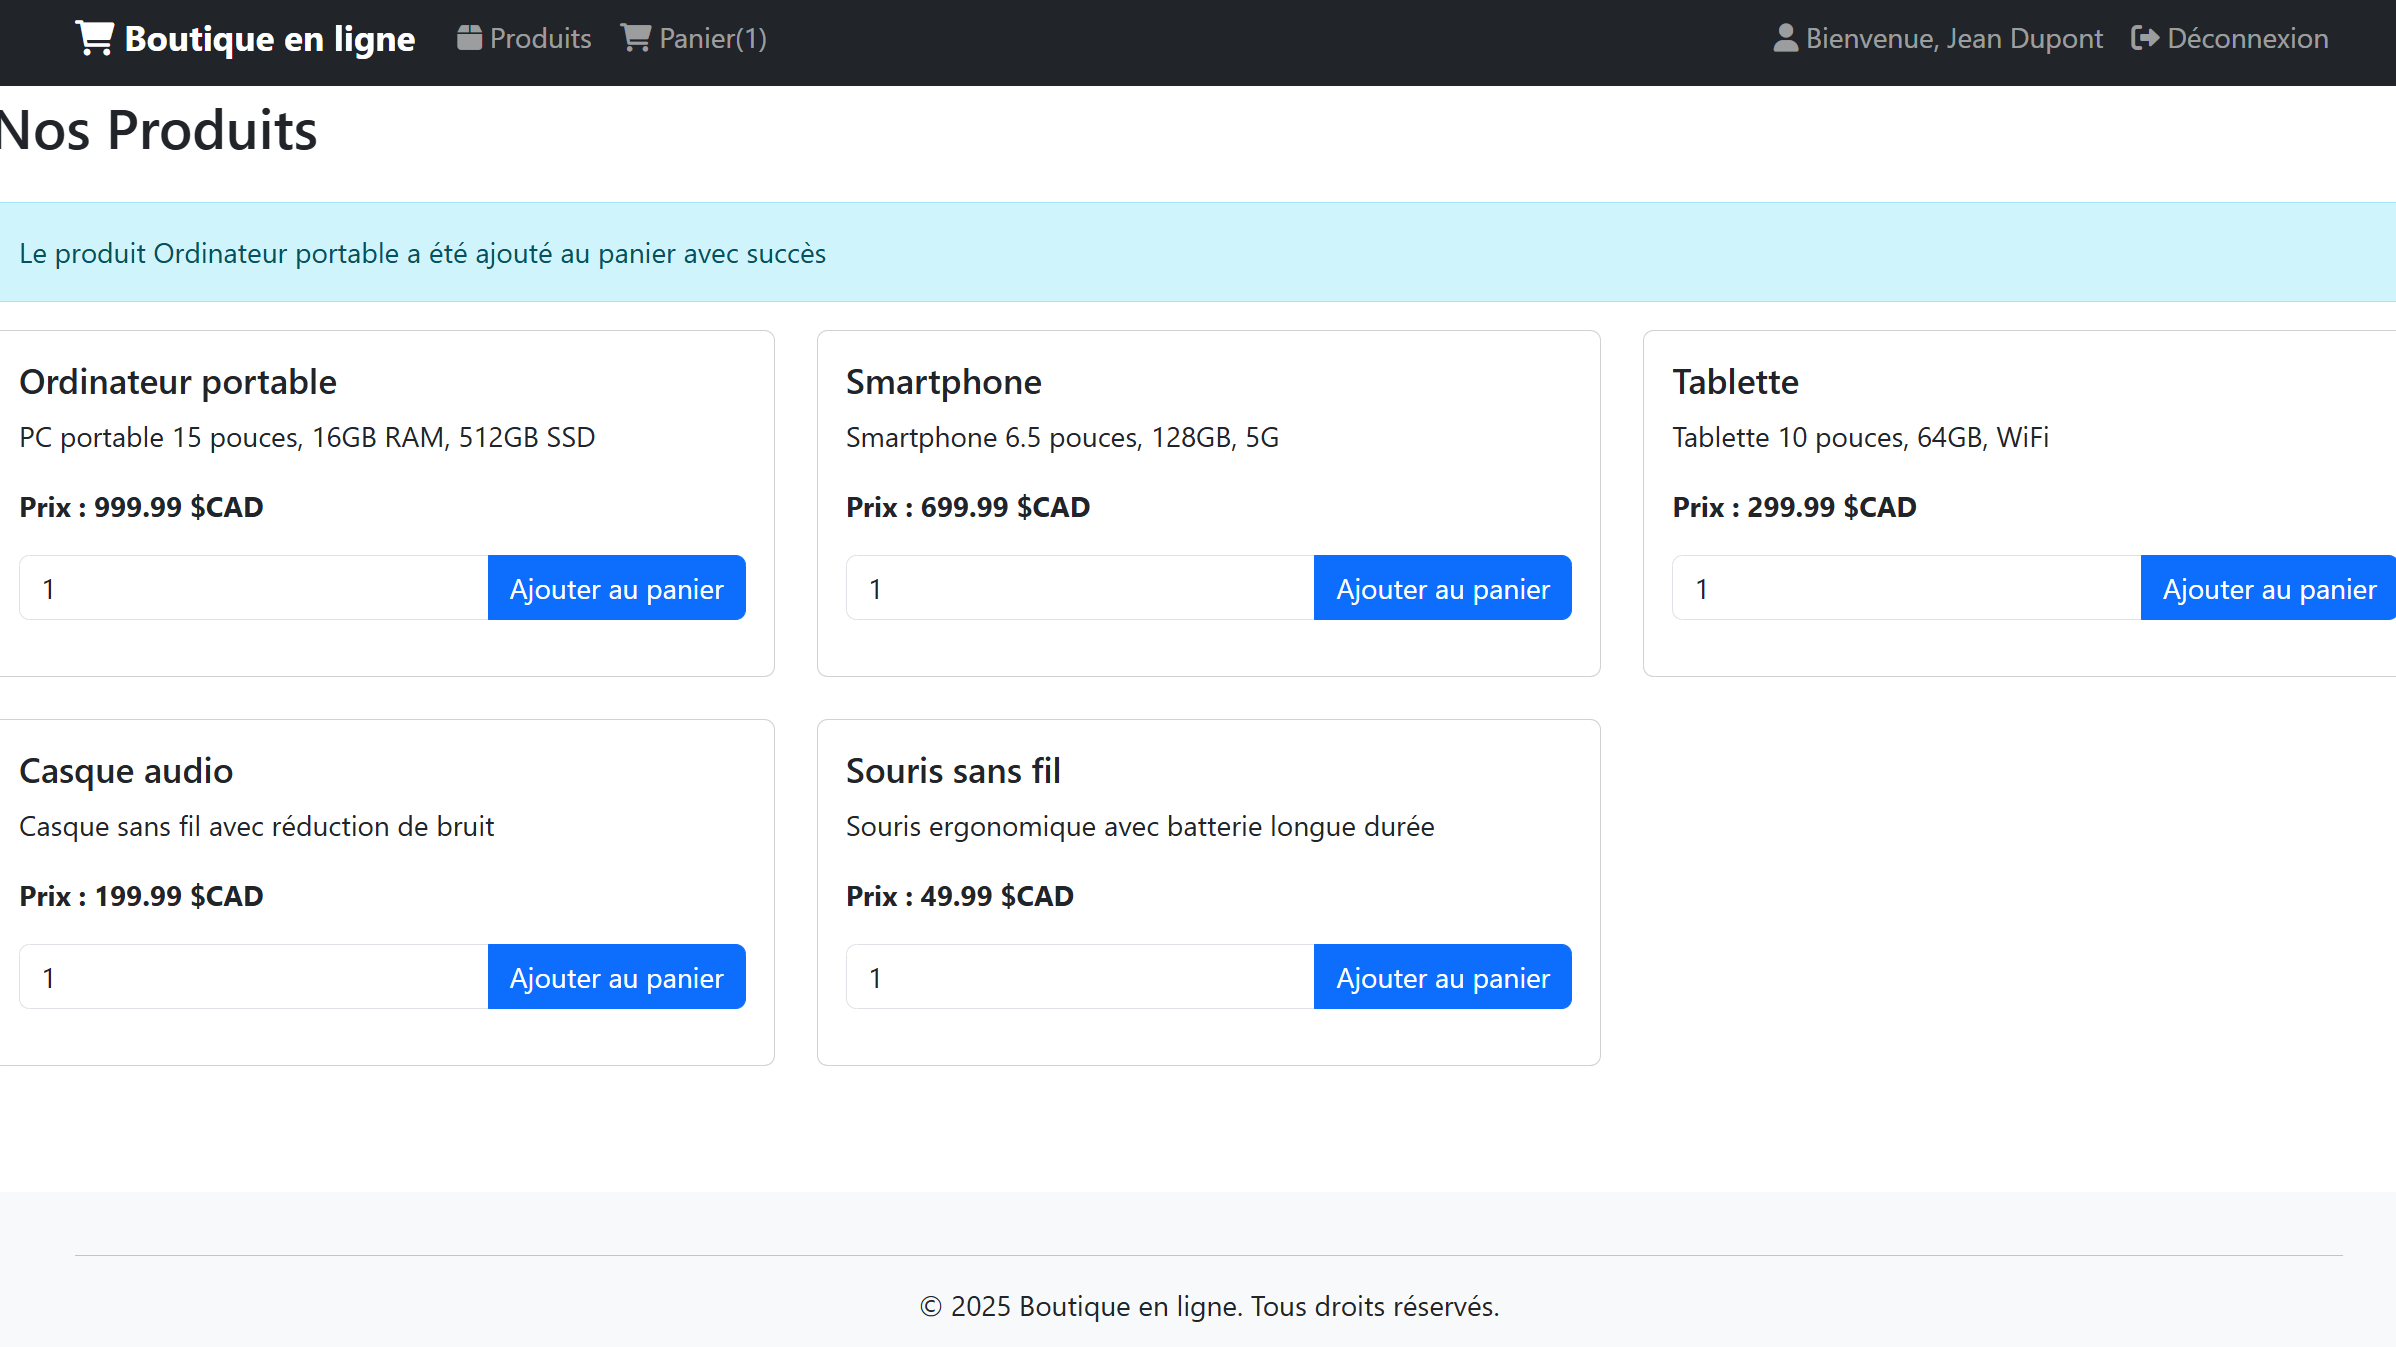 Boutique en ligne Produits Panier(1) Bienvenue, Jean Dupont Déconnexion
Nos Produits
Le produit Ordinateur portable a été ajouté au panier avec succès
Ordinateur portable
PC portable 15 pouces, 16GB RAM, 512GB SSD
Prix : 999.99 $CAD
1 Ajouter au panier
Smartphone
Smartphone 6.5 pouces, 128GB, 5G
Prix : 699.99 $CAD
1 Ajouter au panier
Tablette
Tablette 10 pouces, 64GB, WiFi
Prix : 299.99 $CAD
1 Ajouter au panier
Casque audio
Casque sans fil avec réduction de bruit
Prix : 199.99 $CAD
1 Ajouter au panier
Souris sans fil
Souris ergonomique avec batterie longue durée
Prix : 49.99 $CAD
1 Ajouter au panier
© 2025 Boutique en ligne. Tous droits réservés.